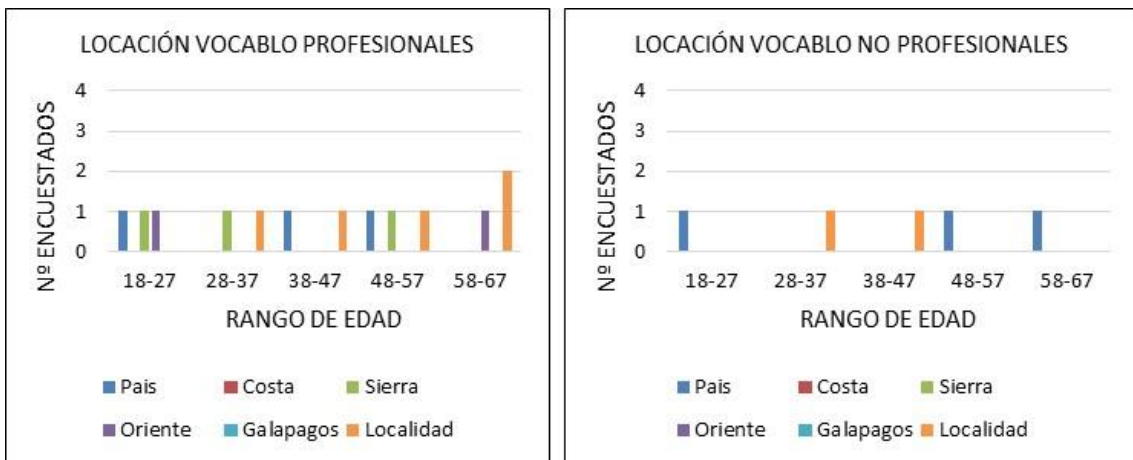 LOCACIÓN VOCABLO PROFESIONALES
Nº ENCUESTADOS
4
3
2
1
0
18-27 28-37 38-47 48-57 58-67
RANGO DE EDAD
Pais Costa Sierra
Oriente Galapagos Localidad
LOCACIÓN VOCABLO NO PROFESIONALES
Nº ENCUESTADOS
4
3
2
1
0
18-27 28-37 38-47 48-57 58-67
RANGO DE EDAD
Pais Costa Sierra
Oriente Galapagos Localidad